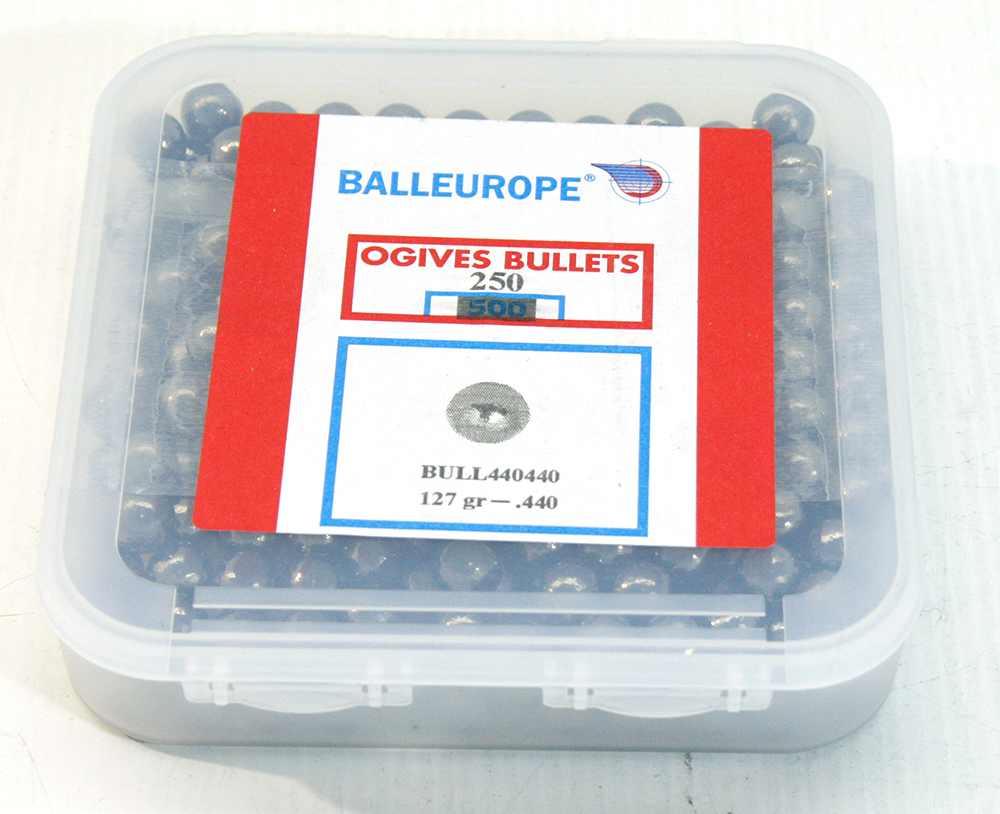 BALLEUROPE®
OGIVES BULLETS
250
500
BULL440440
127 gr — .440